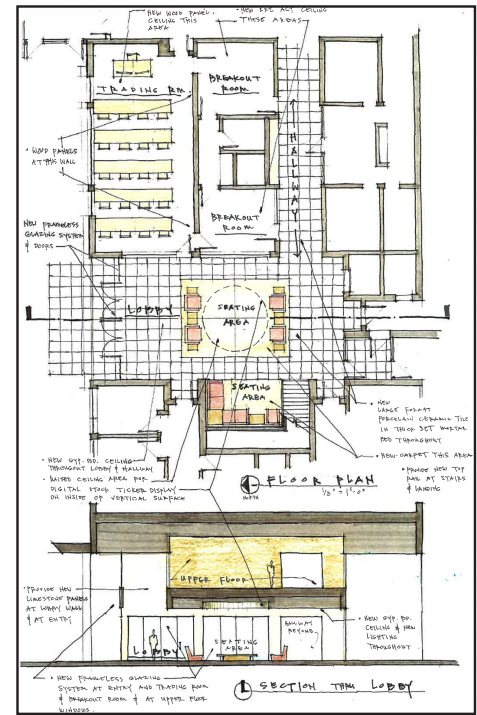 NEW WOOD PANEL
CEILING THIS
AREA
NEW
ACT CEILING
THESE AREAS
TRADING RM.
BREAKOUT
ROOM
HALLWAY
• WOOD PANELS
AT THIS WALL
BREAKOUT
ROOM
NEW FRAMELESS
GLAZING SYSTEM
& DOORS
LOBBY
SEATING
AREA
SEATING
AREA
• NEW
LARGE FORMAT
PORCELAIN CERAMIC TILE
IN THICK SET MORTAR
BED THROUGHOUT
• NEW CARPET THIS AREA
• PROVIDE NEW TOP
RAIL AT STAIRS
& LANDING
• NEW GYP. BD. CEILING
THROUGHOUT LOBBY & HALLWAY
• RAISED CEILING AREA FOR
DIGITAL STOCK TICKER DISPLAY
ON INSIDE OF VERTICAL SURFACE
NORTH
FLOOR PLAN
1/8" = 1'-0"
UPPER FLOOR
• PROVIDE NEW
LIMESTONE PANELS
AT LOBBY WALL
& AT ENTRY
LOBBY
SEATING
AREA
HALLWAY
BEYOND
• NEW GYP. BD.
CEILING & NEW
LIGHTING
THROUGHOUT.
• NEW FRAMELESS GLAZING
SYSTEM AT ENTRY AND TRADING ROOM
& BREAKOUT ROOM & AT UPPER FLOOR
WINDOWS.
SECTION THRU LOBBY